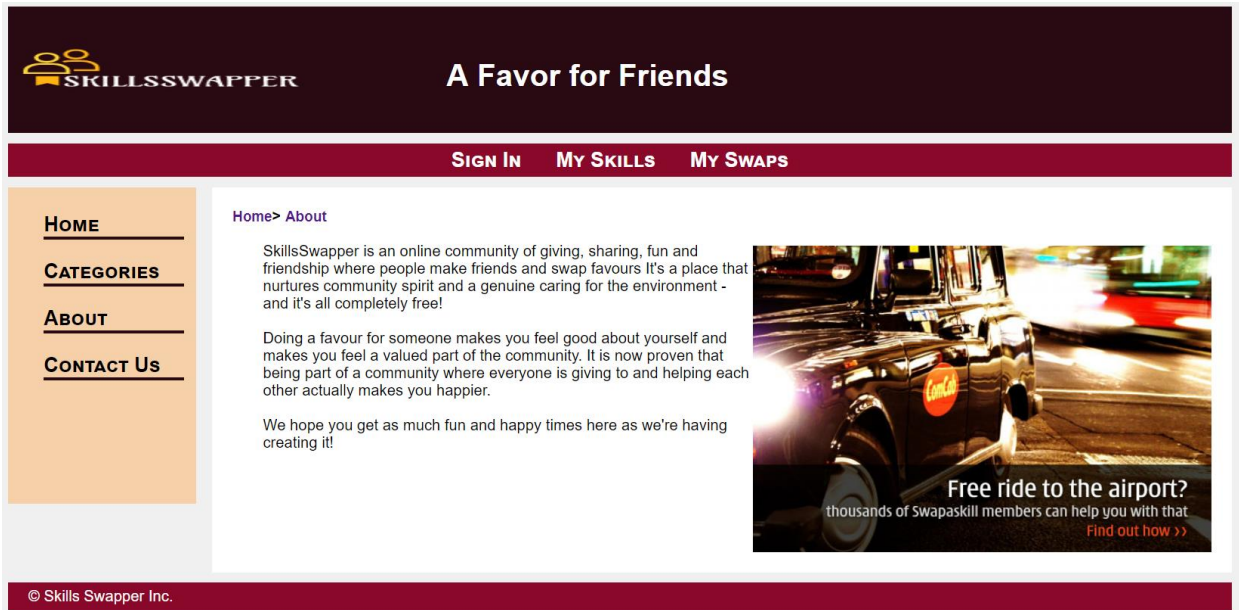 SKILLSSWAPPER
A Favor for Friends
SIGN IN MY SKILLS MY SWAPS
HOME
CATEGORIES
ABOUT
CONTACT US
Home> About
SkillsSwapper is an online community of giving, sharing, fun and
friendship where people make friends and swap favours It's a place that
nurtures community spirit and a genuine caring for the environment -
and it's all completely free!
Doing a favour for someone makes you feel good about yourself and
makes you feel a valued part of the community. It is now proven that
being part of a community where everyone is giving to and helping each
other actually makes you happier.
We hope you get as much fun and happy times here as we're having
creating it!
ComCab
Free ride to the airport?
thousands of Swapaskill members can help you with that
Find out how >>
© Skills Swapper Inc.